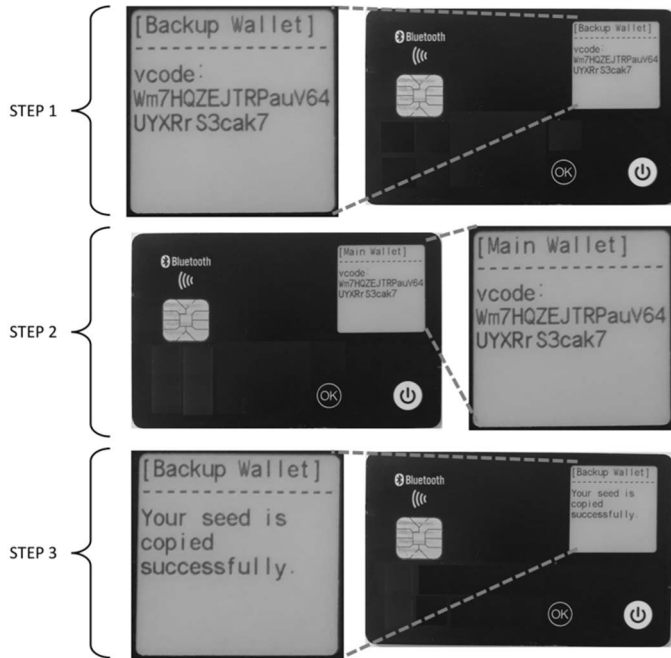 STEP 1
[Backup Wallet]
vcode:
Wm7HQZEJTRPauV64
UYXRrS3cak7
Bluetooth
[Backup Wallet]
vcode:
Wm7HQZEJTRPauV64
UYXRrS3cak7
OK
STEP 2
Bluetooth
[Main Wallet]
vcode:
Wm7HQZEJTRPauV64
UYXRrS3cak7
OK
[Main Wallet]
vcode:
Wm7HQZEJTRPauV64
UYXRrS3cak7
STEP 3
[Backup Wallet]
Your seed is
copied
successfully.
Bluetooth
[Backup Wallet]
Your seed is
copied
successfully.
OK